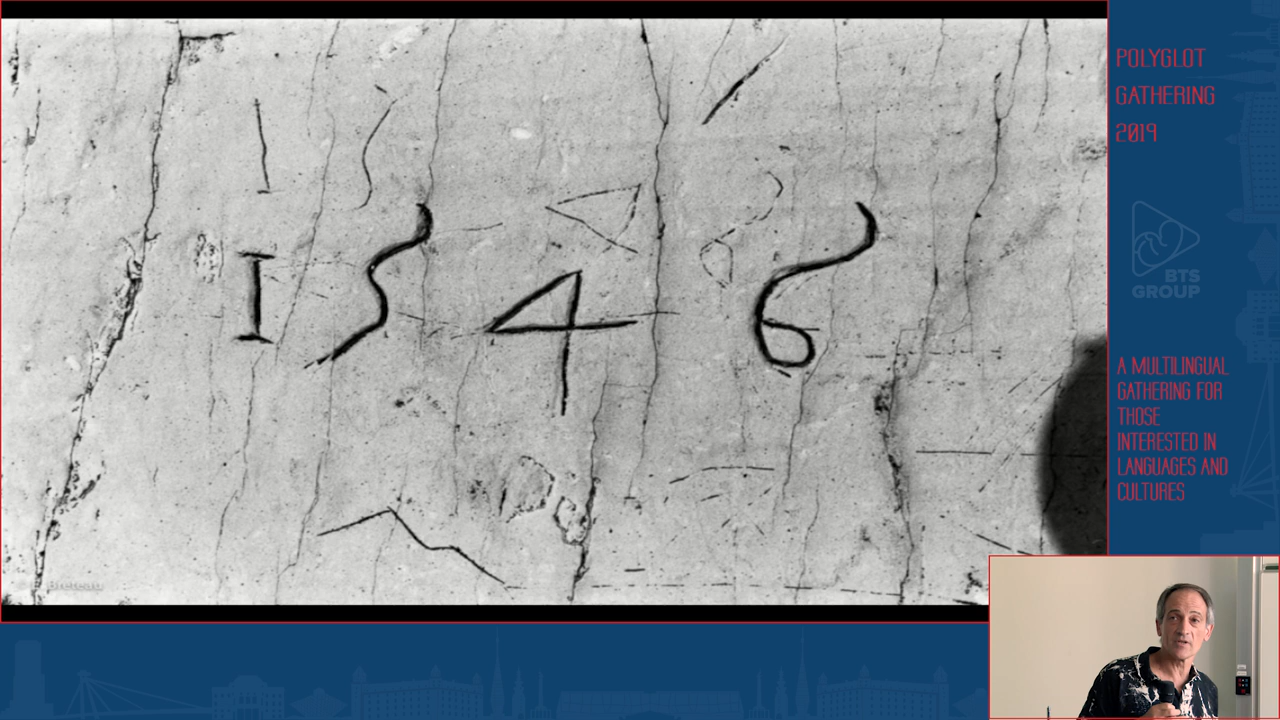 1546
POLYGLOT
GATHERING
2019
BTS
GROUP
A MULTILINGUAL
GATHERING FOR
THOSE
INTERESTED IN
LANGUAGES AND
CULTURES